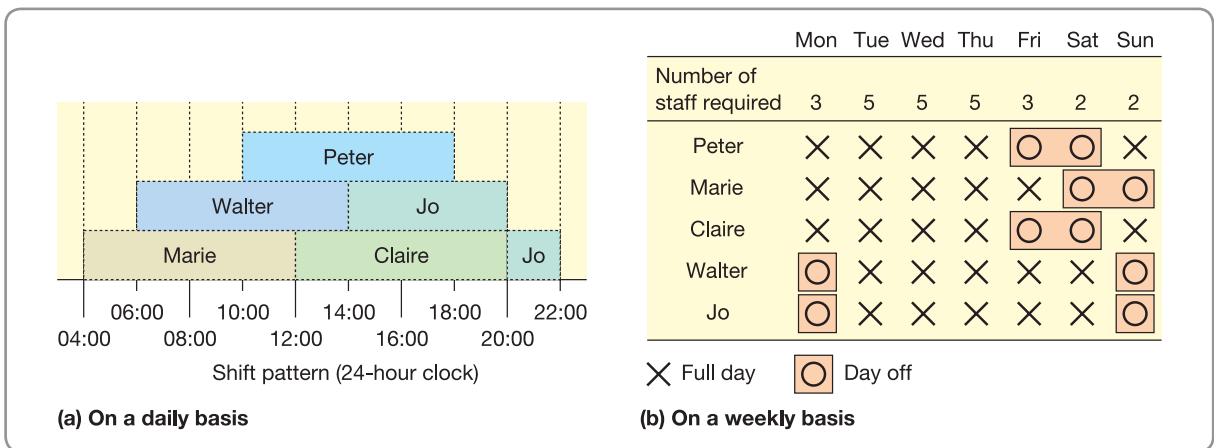 Peter
Walter Jo
Marie Claire Jo
06:00 10:00 14:00 18:00 22:00
04:00 08:00 12:00 16:00 20:00
Shift pattern (24-hour clock)
(a) On a daily basis
Mon Tue Wed Thu Fri Sat Sun
Number of
staff required 3 5 5 5 3 2 2
Peter X X X X O O X
Marie X X X X X O O
Claire X X X X O O X
Walter O X X X X X O
Jo O X X X X X O
X Full day O Day off
(b) On a weekly basis